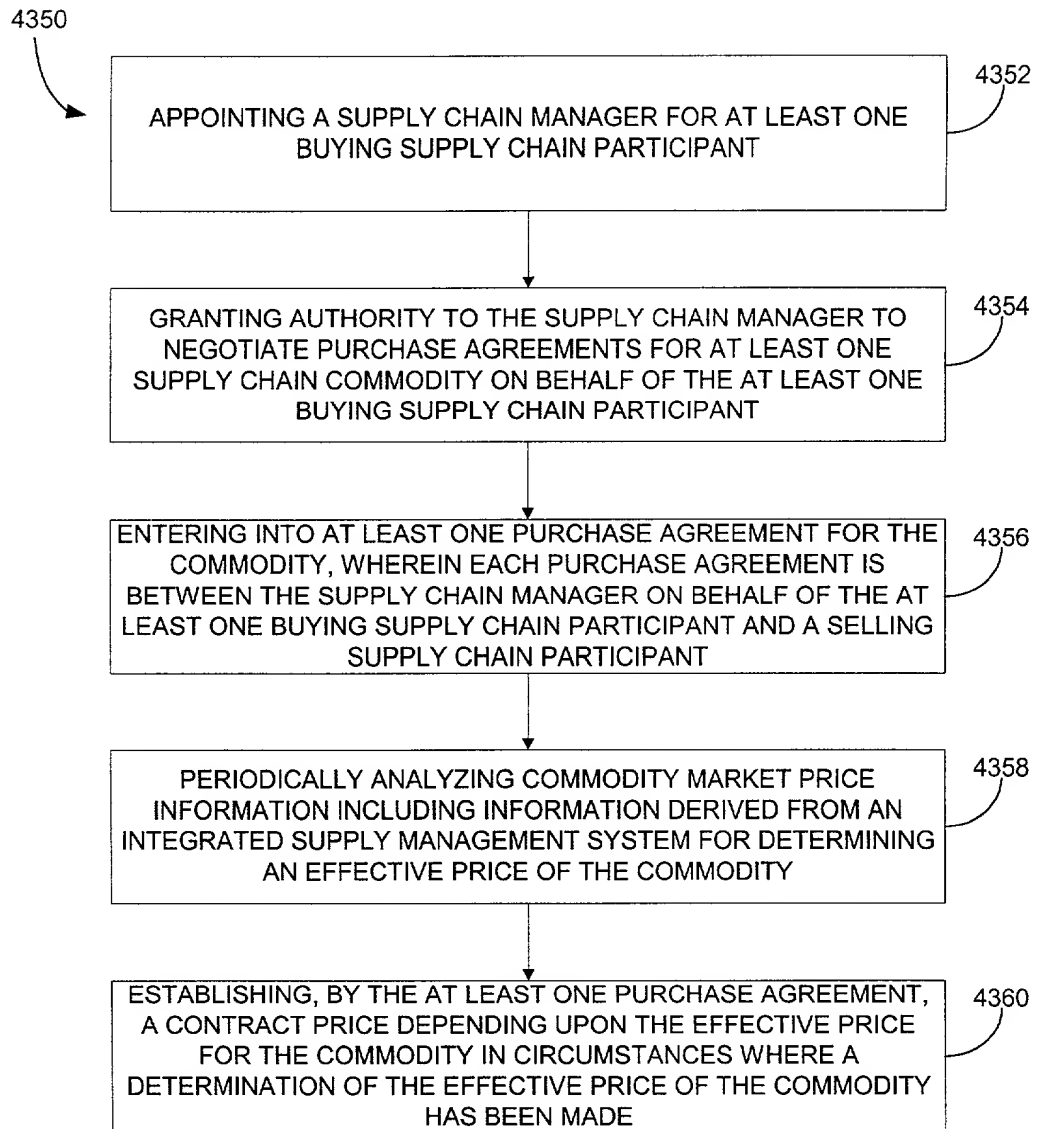 4350
4352
APPOINTING A SUPPLY CHAIN MANAGER FOR AT LEAST ONE
BUYING SUPPLY CHAIN PARTICIPANT
4354
GRANTING AUTHORITY TO THE SUPPLY CHAIN MANAGER TO
NEGOTIATE PURCHASE AGREEMENTS FOR AT LEAST ONE
SUPPLY CHAIN COMMODITY ON BEHALF OF THE AT LEAST ONE
BUYING SUPPLY CHAIN PARTICIPANT
4356
ENTERING INTO AT LEAST ONE PURCHASE AGREEMENT FOR THE
COMMODITY, WHEREIN EACH PURCHASE AGREEMENT IS
BETWEEN THE SUPPLY CHAIN MANAGER ON BEHALF OF THE AT
LEAST ONE BUYING SUPPLY CHAIN PARTICIPANT AND A SELLING
SUPPLY CHAIN PARTICIPANT
4358
PERIODICALLY ANALYZING COMMODITY MARKET PRICE
INFORMATION INCLUDING INFORMATION DERIVED FROM AN
INTEGRATED SUPPLY MANAGEMENT SYSTEM FOR DETERMINING
AN EFFECTIVE PRICE OF THE COMMODITY
4360
ESTABLISHING, BY THE AT LEAST ONE PURCHASE AGREEMENT,
A CONTRACT PRICE DEPENDING UPON THE EFFECTIVE PRICE
FOR THE COMMODITY IN CIRCUMSTANCES WHERE A
DETERMINATION OF THE EFFECTIVE PRICE OF THE COMMODITY
HAS BEEN MADE